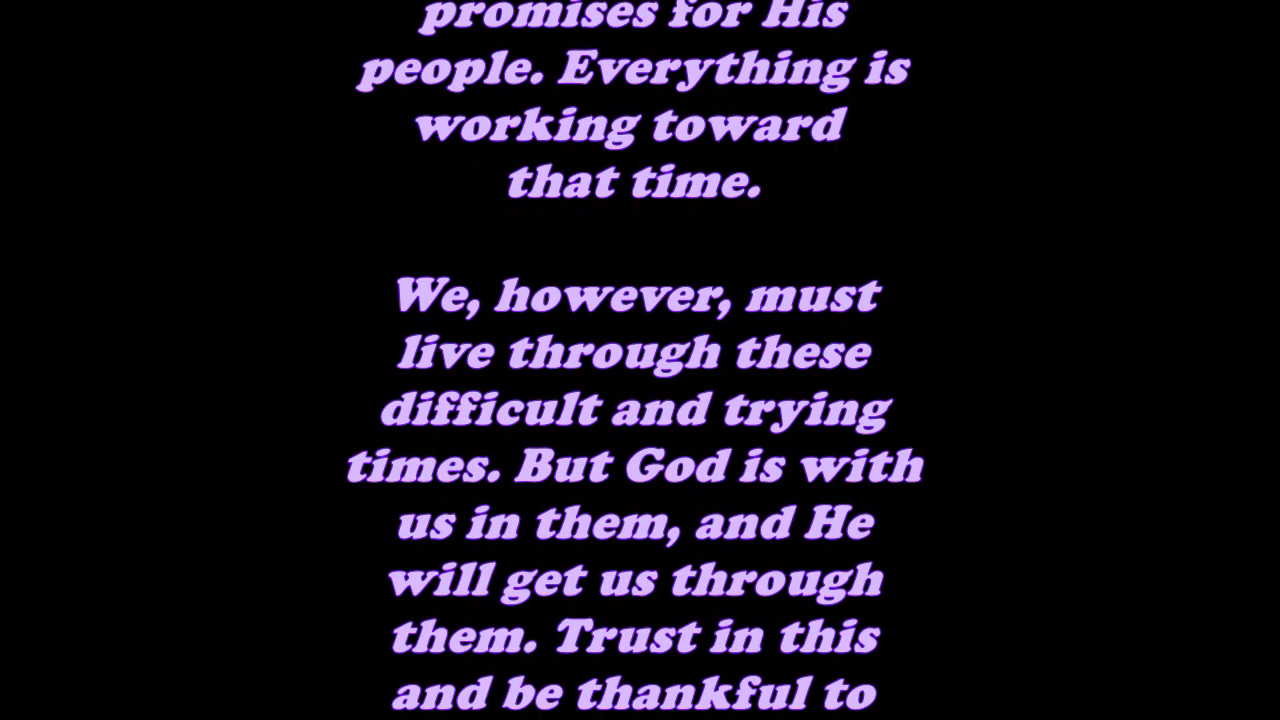 promises for His
people. Everything is
working toward
that time.
We, however, must
live through these
difficult and trying
times. But God is with
us in them, and He
will get us through
them. Trust in this
and be thankful to